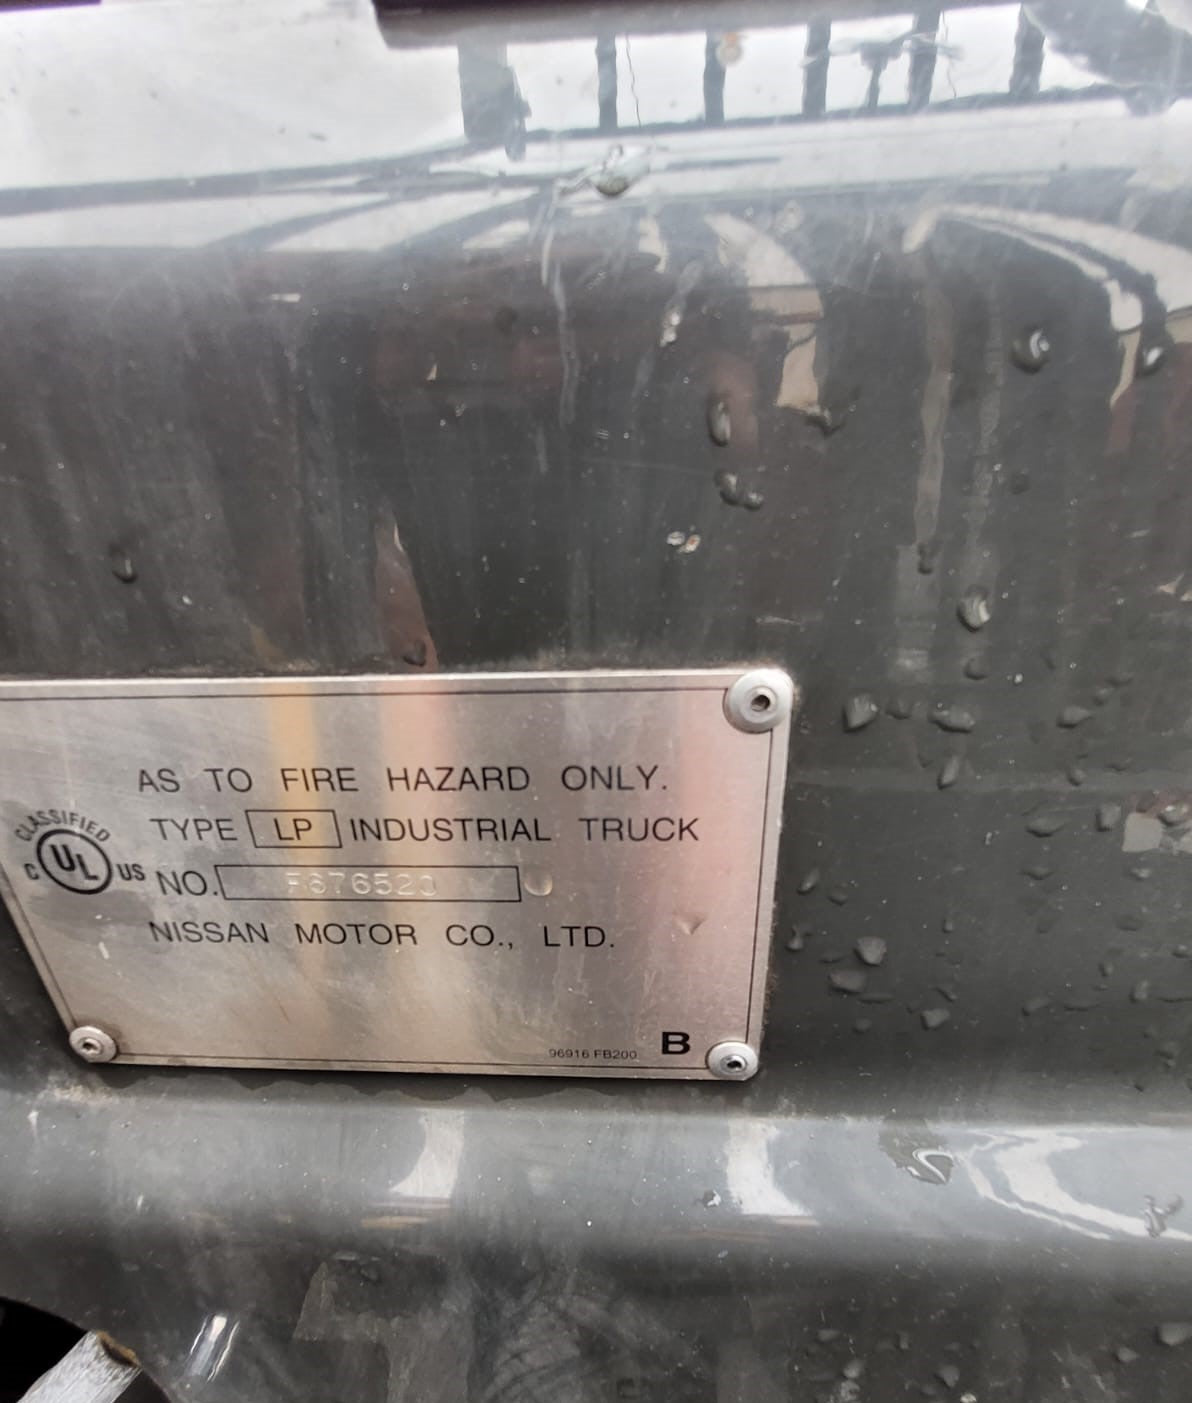 AS TO FIRE HAZARD ONLY.
CLASSIFIED
C UL US
TYPE LP INDUSTRIAL TRUCK
NO. F676520
NISSAN MOTOR CO., LTD.
96916 FB200 B